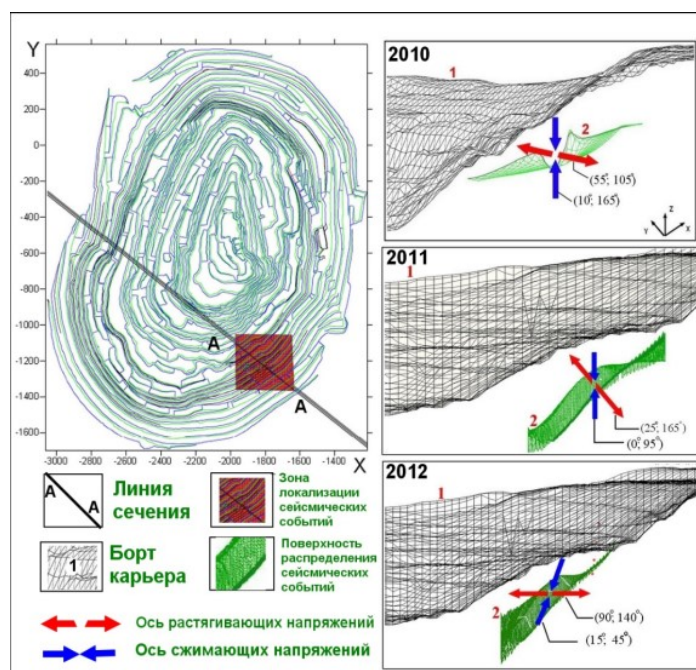 Y
400
200
0
-200
-400
-600
-800
-1000
-1200
-1400
-1600
A
A
-3000 -2800 -2600 -2400 -2200 -2000 -1800 -1600 -1400
X
A
A
Линия
сечения
Зона
локализации
сейсмических
событий
1
Борт
карьера
Поверхность
распределения
сейсмических
событий
Ось растягивающих напряжений
Ось сжимающих напряжений
2010
1
2
(55°; 105°)
(10°; 165°)
Z
Y
X
2011
1
2
(25°; 165°)
(0°; 95°)
2012
1
2
(90°; 140°)
(15°; 45°)